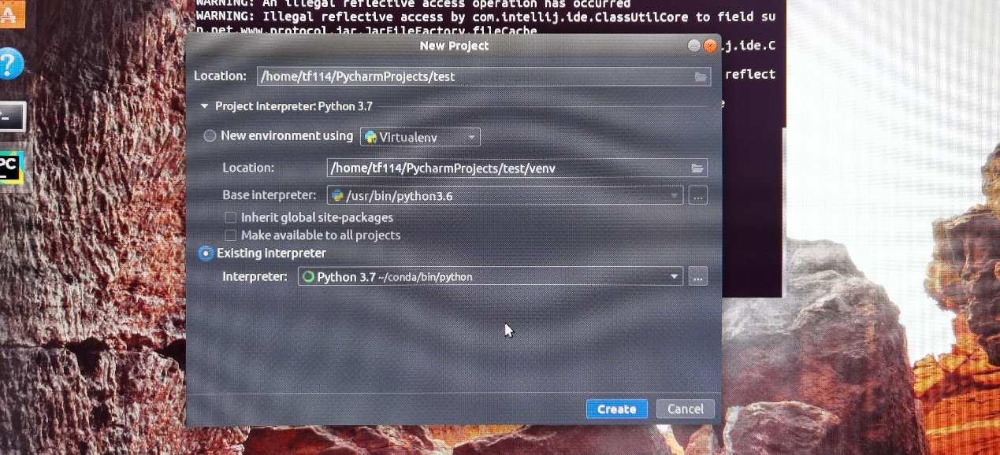 WARNING: An illegal reflective access operation has occurred
WARNING: Illegal reflective access by com.intellij.ide.ClassUtilCore to field su
n.net.www.protocol.jar.JarFileFactory.fileCache
.j.ide.C
reflect
New Project
Location: /home/tf114/PycharmProjects/test
Project Interpreter: Python 3.7
New environment using Virtualenv
Location: /home/tf114/PycharmProjects/test/venv
Base interpreter: /usr/bin/python3.6 ...
Inherit global site-packages
Make available to all projects
Existing interpreter
Interpreter: Python 3.7 ~/conda/bin/python ...
Create Cancel
A
?
PC